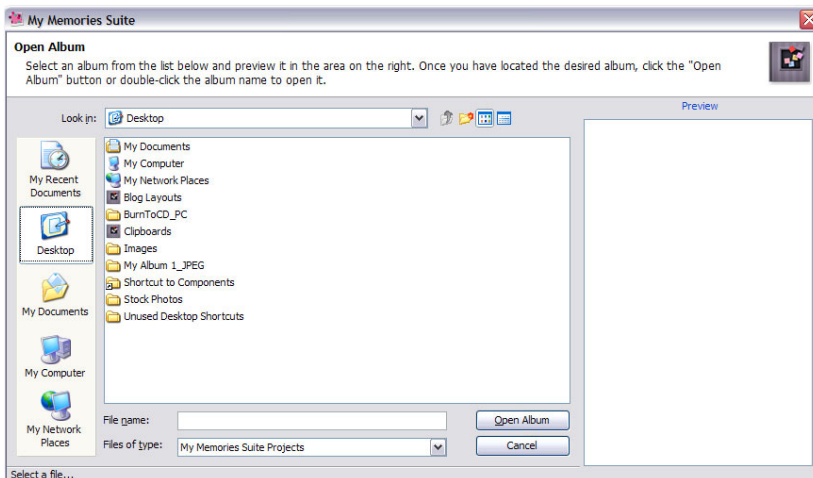 My Memories Suite
Open Album
Select an album from the list below and preview it in the area on the right. Once you have located the desired album, click the "Open
Album" button or double-click the album name to open it.
Preview
Look in:
Desktop
My Recent
Documents
Desktop
My Documents
My Computer
My Network
Places
My Documents
My Computer
My Network Places
Blog Layouts
BurnToCD_PC
Clipboards
Images
My Album 1_JPEG
Shortcut to Components
Stock Photos
Unused Desktop Shortcuts
File name:
Open Album
Files of type:
My Memories Suite Projects
Cancel
Select a file...